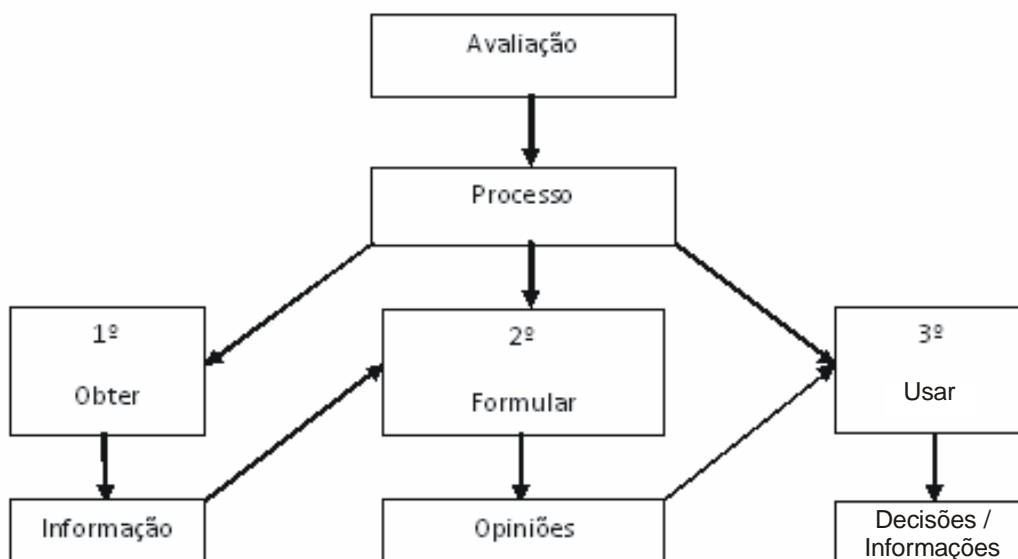 Avaliação
Processo
1º
Obter
2º
Formular
3º
Usar
Informação
Opiniões
Decisões /
Informações